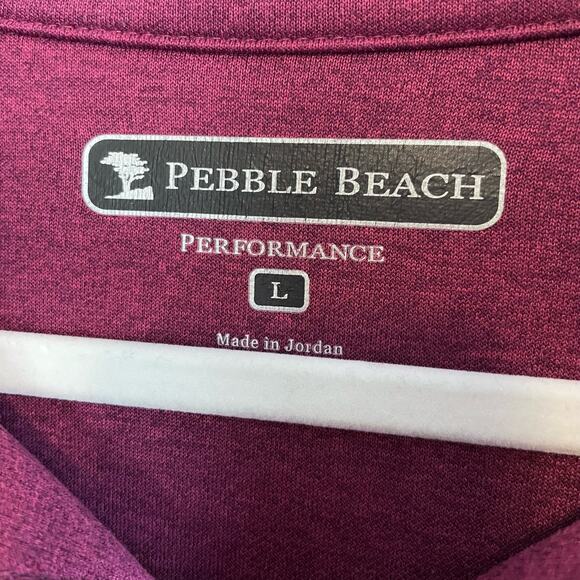 PEBBLE BEACH
PERFORMANCE
L
Made in Jordan